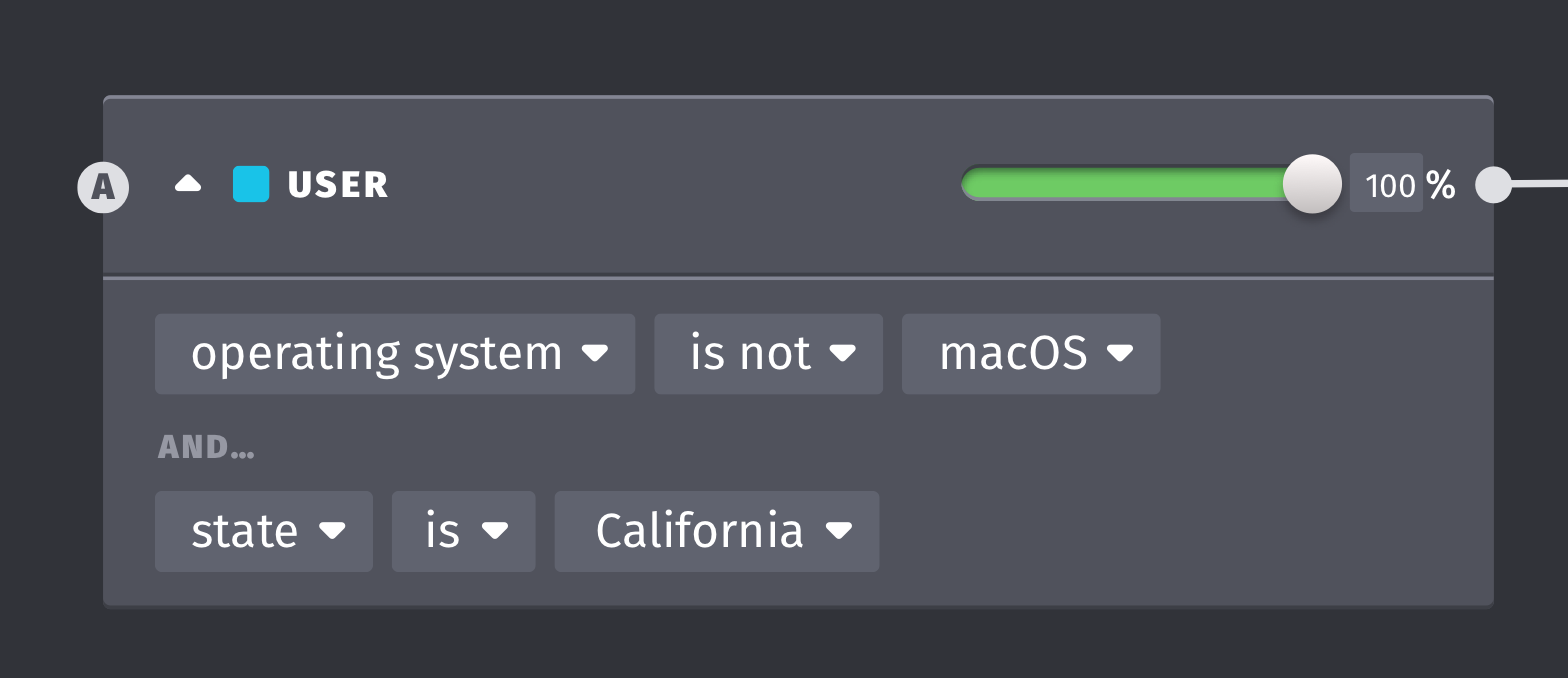 A USER 100 %
operating system is not macOS
AND…
state is California